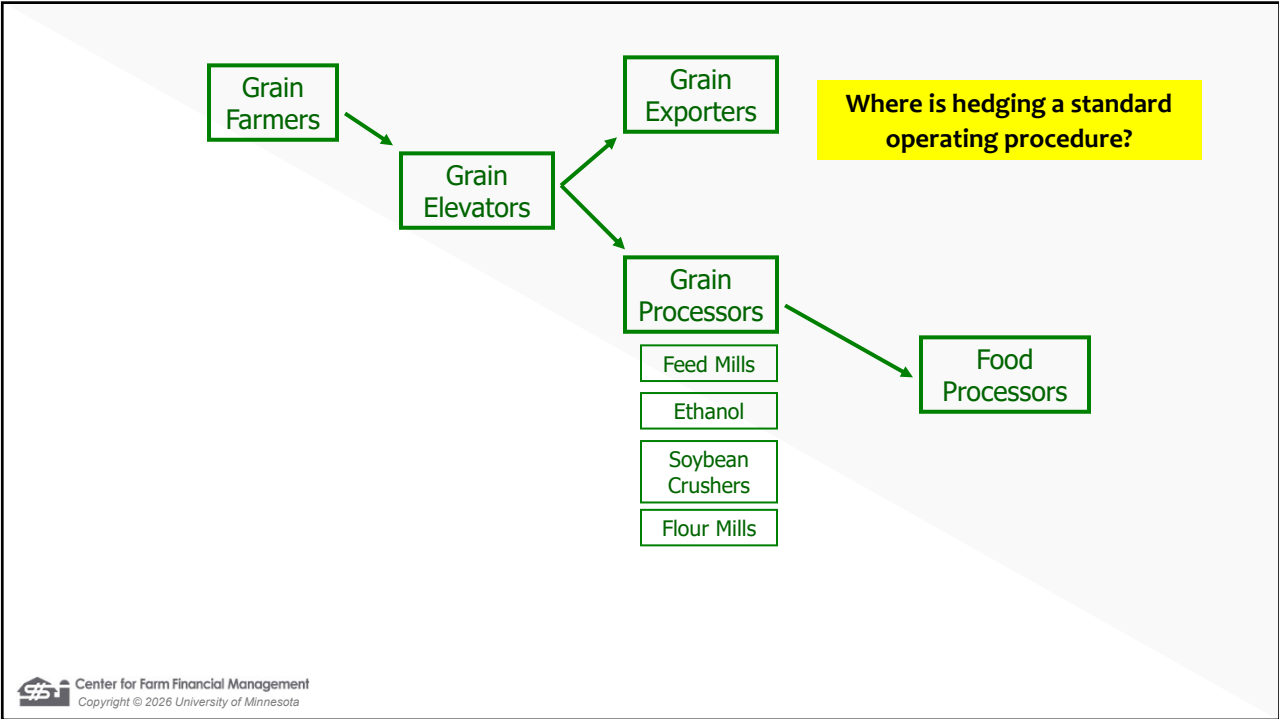 Grain
Farmers
Grain
Elevators
Grain
Exporters
Where is hedging a standard
operating procedure?
Grain
Processors
Feed Mills
Ethanol
Soybean
Crushers
Flour Mills
Food
Processors
Center for Farm Financial Management
Copyright © 2026 University of Minnesota